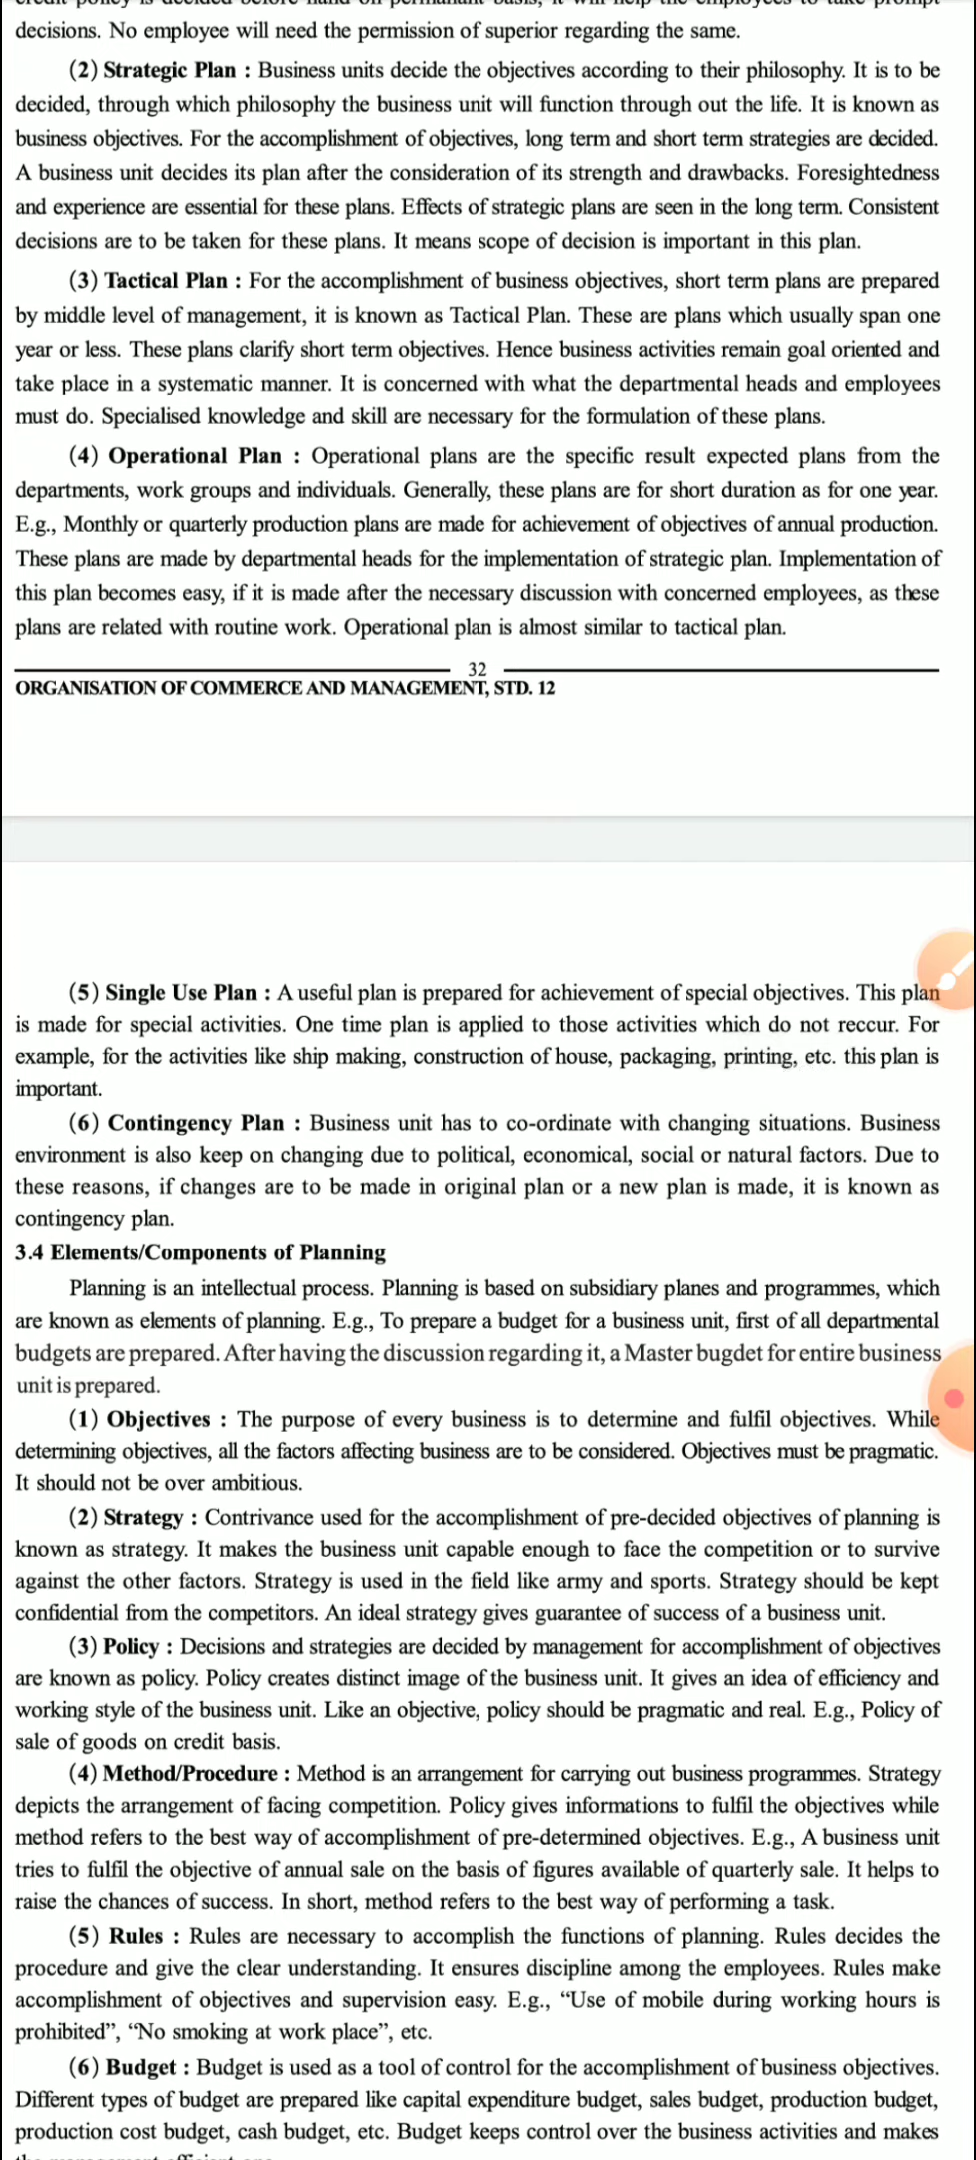 decisions. No employee will need the permission of superior regarding the same.
(2) Strategic Plan : Business units decide the objectives according to their philosophy. It is to be
decided, through which philosophy the business unit will function through out the life. It is known as
business objectives. For the accomplishment of objectives, long term and short term strategies are decided.
A business unit decides its plan after the consideration of its strength and drawbacks. Foresightedness
and experience are essential for these plans. Effects of strategic plans are seen in the long term. Consistent
decisions are to be taken for these plans. It means scope of decision is important in this plan.
(3) Tactical Plan : For the accomplishment of business objectives, short term plans are prepared
by middle level of management, it is known as Tactical Plan. These are plans which usually span one
year or less. These plans clarify short term objectives. Hence business activities remain goal oriented and
take place in a systematic manner. It is concerned with what the departmental heads and employees
must do. Specialised knowledge and skill are necessary for the formulation of these plans.
(4) Operational Plan : Operational plans are the specific result expected plans from the
departments, work groups and individuals. Generally, these plans are for short duration as for one year.
E.g., Monthly or quarterly production plans are made for achievement of objectives of annual production.
These plans are made by departmental heads for the implementation of strategic plan. Implementation of
this plan becomes easy, if it is made after the necessary discussion with concerned employees, as these
plans are related with routine work. Operational plan is almost similar to tactical plan.
32
ORGANISATION OF COMMERCE AND MANAGEMENT, STD. 12
(5) Single Use Plan : A useful plan is prepared for achievement of special objectives. This plan
is made for special activities. One time plan is applied to those activities which do not reccur. For
example, for the activities like ship making, construction of house, packaging, printing, etc. this plan is
important.
(6) Contingency Plan : Business unit has to co-ordinate with changing situations. Business
environment is also keep on changing due to political, economical, social or natural factors. Due to
these reasons, if changes are to be made in original plan or a new plan is made, it is known as
contingency plan.
3.4 Elements/Components of Planning
Planning is an intellectual process. Planning is based on subsidiary planes and programmes, which
are known as elements of planning. E.g., To prepare a budget for a business unit, first of all departmental
budgets are prepared. After having the discussion regarding it, a Master bugdet for entire business
unit is prepared.
(1) Objectives : The purpose of every business is to determine and fulfil objectives. While
determining objectives, all the factors affecting business are to be considered. Objectives must be pragmatic.
It should not be over ambitious.
(2) Strategy : Contrivance used for the accomplishment of pre-decided objectives of planning is
known as strategy. It makes the business unit capable enough to face the competition or to survive
against the other factors. Strategy is used in the field like army and sports. Strategy should be kept
confidential from the competitors. An ideal strategy gives guarantee of success of a business unit.
(3) Policy : Decisions and strategies are decided by management for accomplishment of objectives
are known as policy. Policy creates distinct image of the business unit. It gives an idea of efficiency and
working style of the business unit. Like an objective, policy should be pragmatic and real. E.g., Policy of
sale of goods on credit basis.
(4) Method/Procedure : Method is an arrangement for carrying out business programmes. Strategy
depicts the arrangement of facing competition. Policy gives informations to fulfil the objectives while
method refers to the best way of accomplishment of pre-determined objectives. E.g., A business unit
tries to fulfil the objective of annual sale on the basis of figures available of quarterly sale. It helps to
raise the chances of success. In short, method refers to the best way of performing a task.
(5) Rules : Rules are necessary to accomplish the functions of planning. Rules decides the
procedure and give the clear understanding. It ensures discipline among the employees. Rules make
accomplishment of objectives and supervision easy. E.g., “Use of mobile during working hours is
prohibited”, “No smoking at work place”, etc.
(6) Budget : Budget is used as a tool of control for the accomplishment of business objectives.
Different types of budget are prepared like capital expenditure budget, sales budget, production budget,
production cost budget, cash budget, etc. Budget keeps control over the business activities and makes